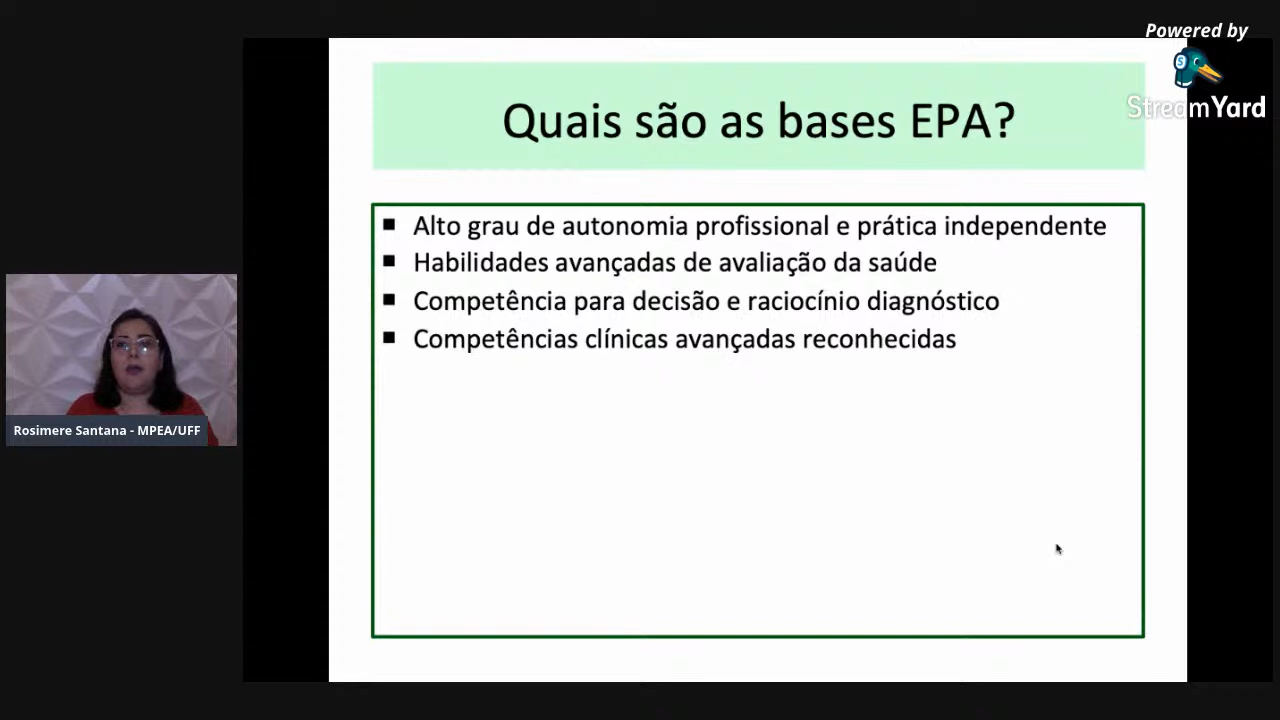 Powered by
StreamYard
Quais são as bases EPA?
Alto grau de autonomia profissional e prática independente
Habilidades avançadas de avaliação da saúde
Competência para decisão e raciocínio diagnóstico
Competências clínicas avançadas reconhecidas
Rosimere Santana - MPEA/UFF